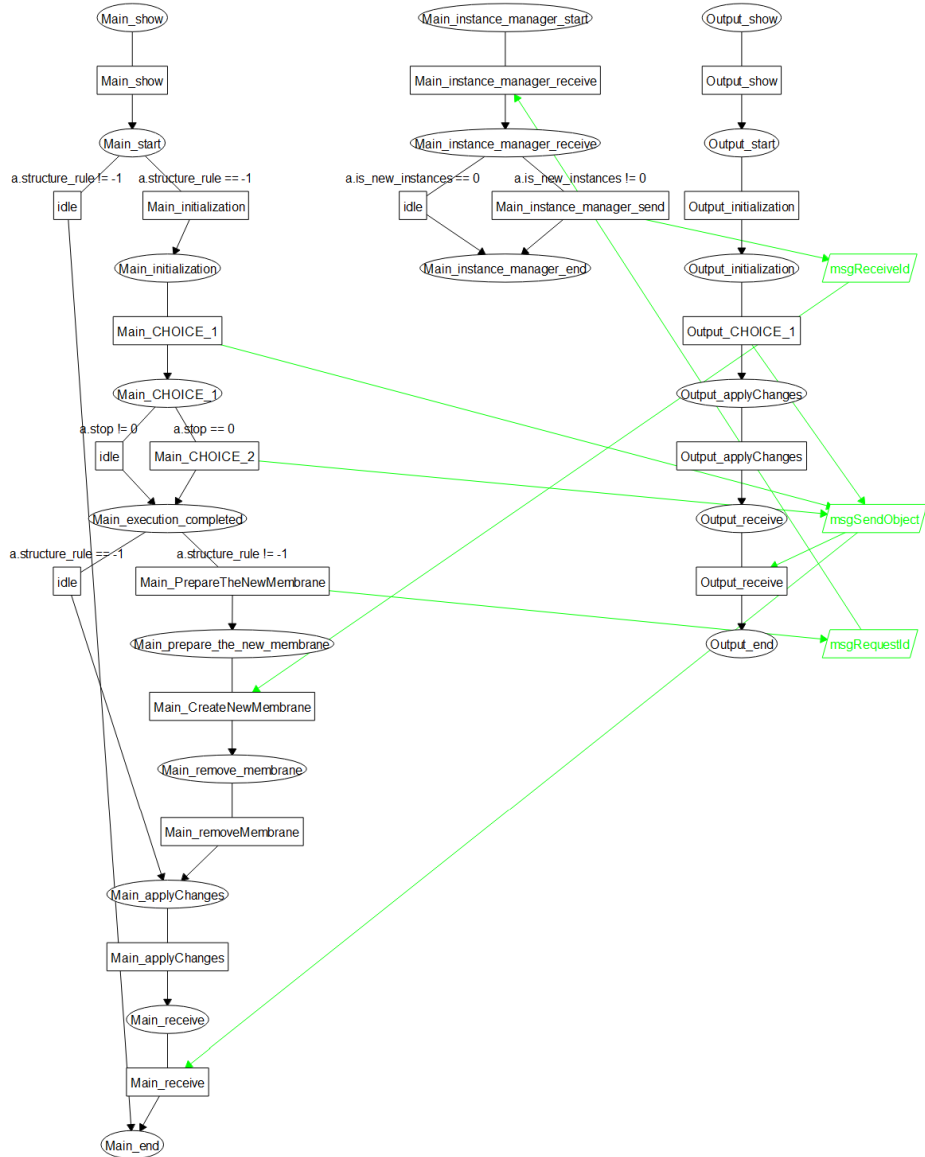 Main_show
Main_instance_manager_start
Output_show
Main_show
Main_instance_manager_receive
Output_show
Main_start
Main_instance_manager_receive
Output_start
a.structure_rule != -1
a.structure_rule == -1
a.is_new_instances == 0
a.is_new_instances != 0
idle
Main_initialization
idle
Main_instance_manager_send
Output_initialization
Main_initialization
Main_instance_manager_end
Output_initialization
msgReceiveId
Main_CHOICE_1
Output_CHOICE_1
Main_CHOICE_1
Output_applyChanges
a.stop != 0
a.stop == 0
idle
Main_CHOICE_2
Output_applyChanges
Main_execution_completed
Output_receive
msgSendObject
a.structure_rule == -1
a.structure_rule != -1
idle
Main_PrepareTheNewMembrane
Output_receive
Main_prepare_the_new_membrane
Output_end
msgRequestId
Main_CreateNewMembrane
Main_remove_membrane
Main_removeMembrane
Main_applyChanges
Main_applyChanges
Main_receive
Main_receive
Main_end